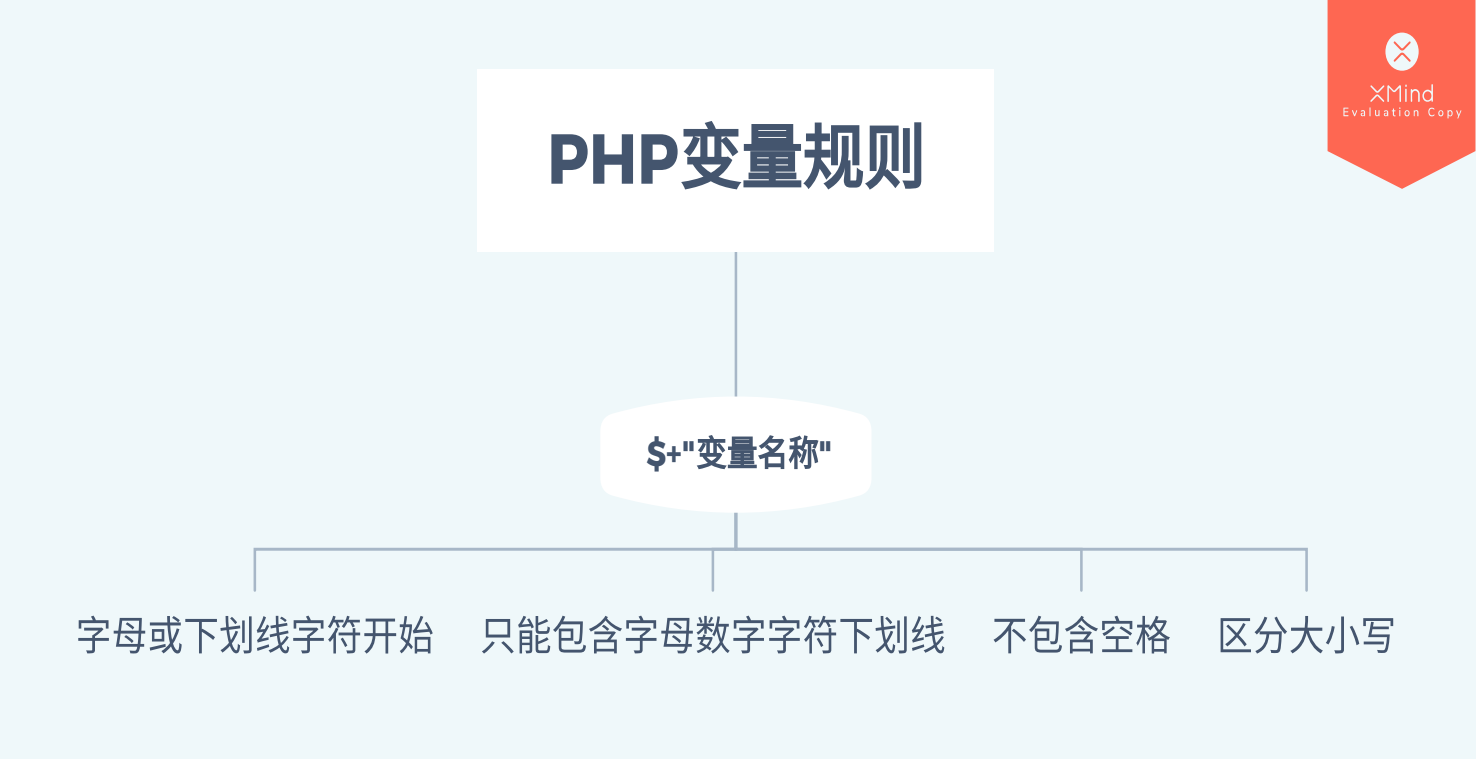 XMind
Evaluation Copy
PHP变量规则
$+"变量名称"
字母或下划线字符开始
只能包含字母数字字符下划线
不包含空格
区分大小写